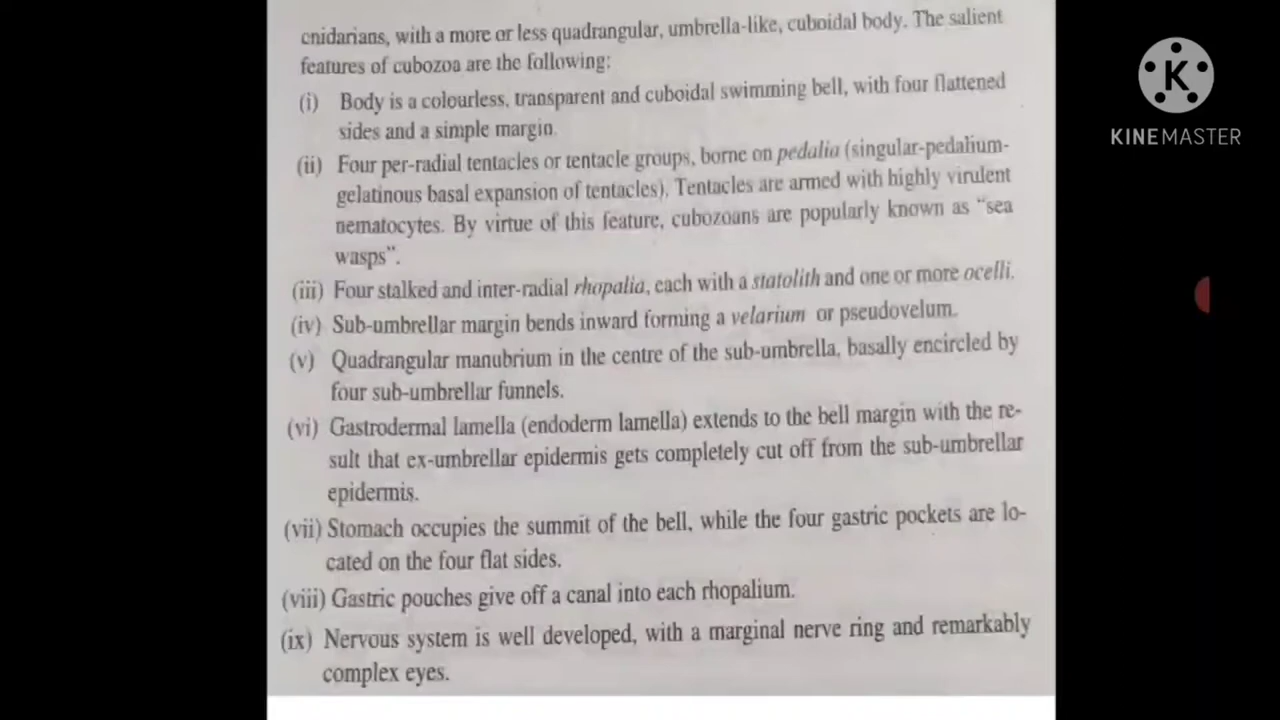 cnidarians, with a more or less quadrangular, umbrella-like, cuboidal body. The salient
features of cubozoa are the following:
(i) Body is a colourless, transparent and cuboidal swimming bell, with four flattened
sides and a simple margin.
(ii) Four per-radial tentacles or tentacle groups, borne on pedalia (singular-pedalium-
gelatinous basal expansion of tentacles). Tentacles are armed with highly virulent
nematocytes. By virtue of this feature, cubozoans are popularly known as "sea
wasps".
(iii) Four stalked and inter-radial rhopalia, each with a statolith and one or more ocelli.
(iv) Sub-umbrellar margin bends inward forming a velarium or pseudovelum.
(v) Quadrangular manubrium in the centre of the sub-umbrella, basally encircled by
four sub-umbrellar funnels.
(vi) Gastrodermal lamella (endoderm lamella) extends to the bell margin with the re-
sult that ex-umbrellar epidermis gets completely cut off from the sub-umbrellar
epidermis.
(vii) Stomach occupies the summit of the bell, while the four gastric pockets are lo-
cated on the four flat sides.
(viii) Gastric pouches give off a canal into each rhopalium.
(ix) Nervous system is well developed, with a marginal nerve ring and remarkably
complex eyes.
K
KINEMASTER